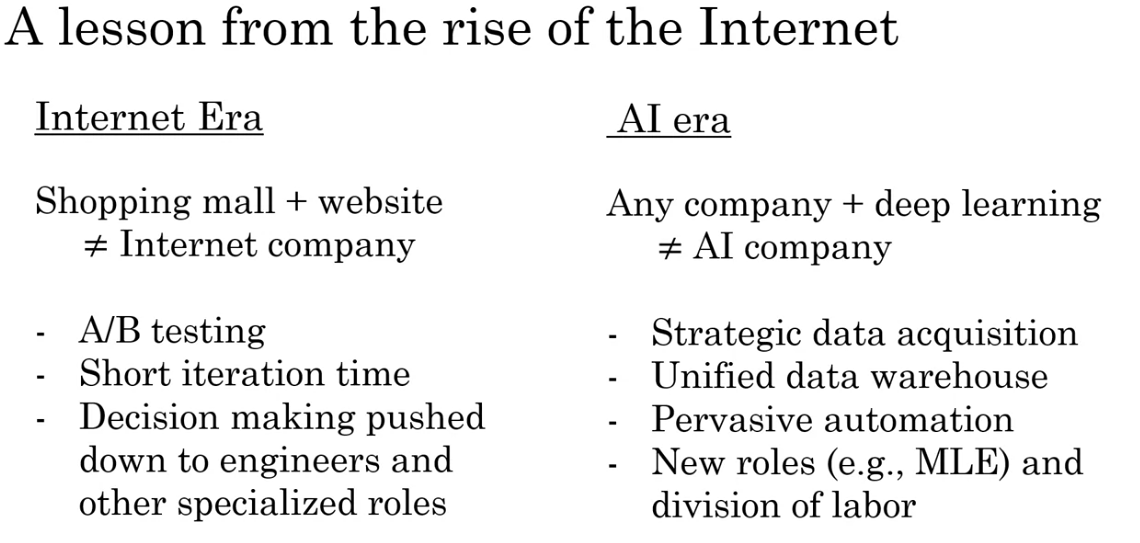 A lesson from the rise of the Internet
Internet Era
Shopping mall + website
≠ Internet company
- A/B testing
- Short iteration time
- Decision making pushed
down to engineers and
other specialized roles
AI era
Any company + deep learning
≠ AI company
- Strategic data acquisition
- Unified data warehouse
- Pervasive automation
- New roles (e.g., MLE) and
division of labor